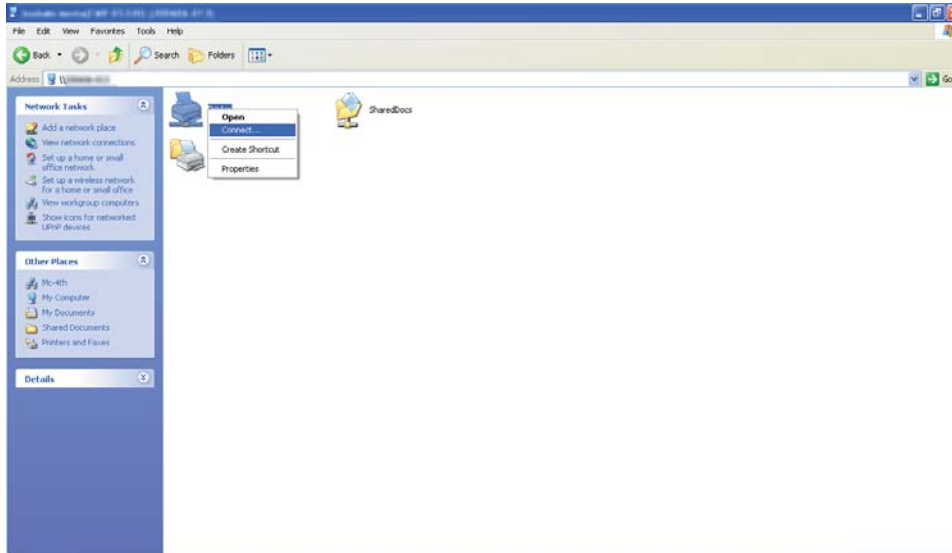 File Edit View Favorites Tools Help
Back Search Folders
Address \\ Go
Network Tasks
Add a network place
View network connections
Set up a home or small
office network
Set up a wireless network
for a home or small office
View workgroup computers
Show icons for networked
UPnP devices
Other Places
Mc-4th
My Computer
My Documents
Shared Documents
Printers and Faxes
Details
Open
Connect...
Create Shortcut
Properties
SharedDocs